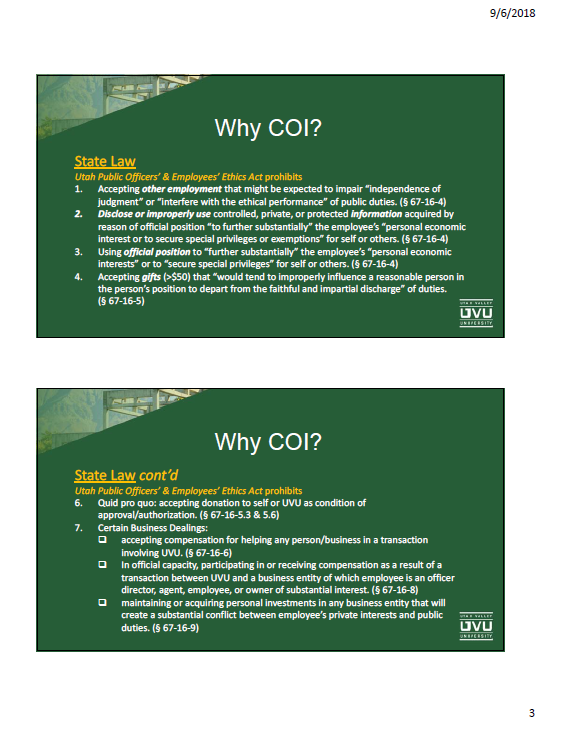 9/6/2018
Why COI?
State Law
Utah Public Officers' & Employees' Ethics Act prohibits
1. Accepting other employment that might be expected to impair "independence of
judgment" or "interfere with the ethical performance" of public duties. (§ 67-16-4)
2. Disclose or improperly use controlled, private, or protected information acquired by
reason of official position "to further substantially" the employee's "personal economic
interest or to secure special privileges or exemptions" for self or others. (§ 67-16-4)
3. Using official position to "further substantially" the employee's "personal economic
interests" or to "secure special privileges" for self or others. (§ 67-16-4)
4. Accepting gifts (>$50) that "would tend to improperly influence a reasonable person in
the person's position to depart from the faithful and impartial discharge" of duties.
(§ 67-16-5)
UTAH VALLEY
UVU
UNIVERSITY
Why COI?
State Law cont'd
Utah Public Officers' & Employees' Ethics Act prohibits
6. Quid pro quo: accepting donation to self or UVU as condition of
approval/authorization. (§ 67-16-5.3 & 5.6)
7. Certain Business Dealings:
❑ accepting compensation for helping any person/business in a transaction
involving UVU. (§ 67-16-6)
❑ In official capacity, participating in or receiving compensation as a result of a
transaction between UVU and a business entity of which employee is an officer
director, agent, employee, or owner of substantial interest. (§ 67-16-8)
❑ maintaining or acquiring personal investments in any business entity that will
create a substantial conflict between employee's private interests and public
duties. (§ 67-16-9)
UTAH VALLEY
UVU
UNIVERSITY
3